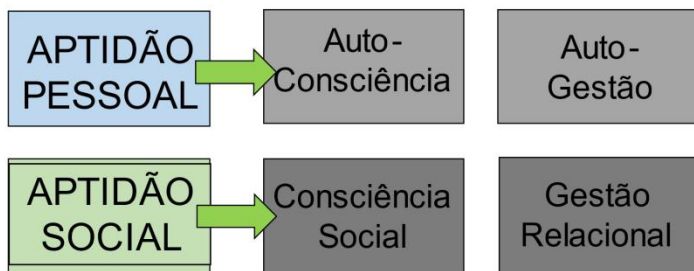 APTIDÃO
PESSOAL
Auto-
Consciência
Auto-
Gestão
APTIDÃO
SOCIAL
Consciência
Social
Gestão
Relacional